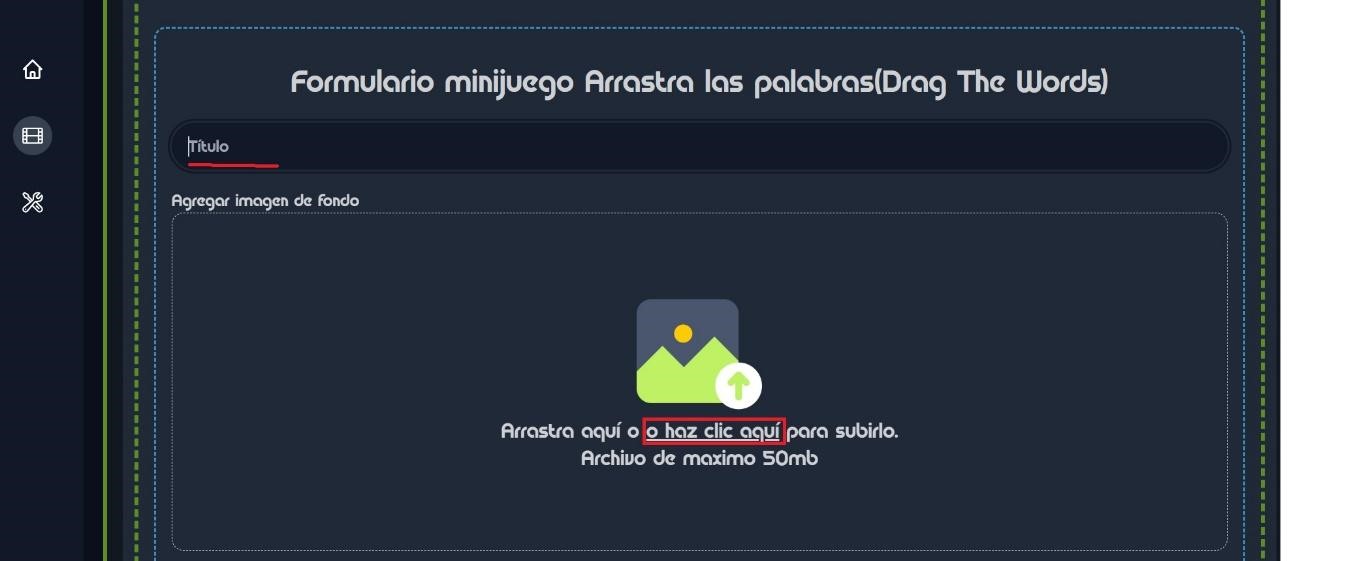 Formulario minijuego Arrastra las palabras(Drag The Words)
Título
Agregar imagen de fondo
Arrastra aquí o o haz clic aquí para subirlo.
Archivo de maximo 50mb